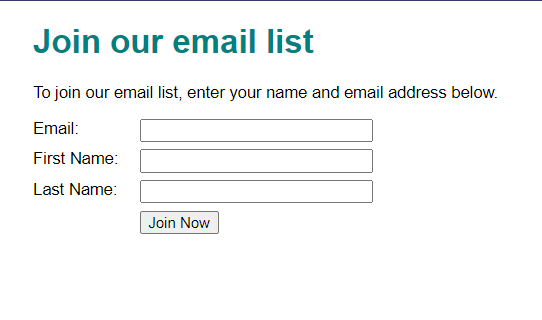 Join our email list
To join our email list, enter your name and email address below.
Email:
First Name:
Last Name:
Join Now